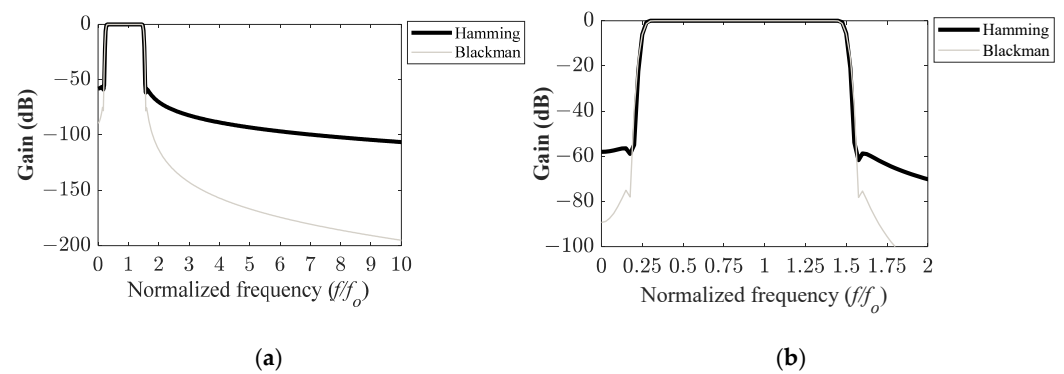 Hamming
Blackman
0
−50
−100
−150
−200
Gain (dB)
0 1 2 3 4 5 6 7 8 9 10
Normalized frequency (f/fo)
(a)
Hamming
Blackman
0
−20
−40
−60
−80
−100
Gain (dB)
0 0.25 0.5 0.75 1 1.25 1.5 1.75 2
Normalized frequency (f/fo)
(b)